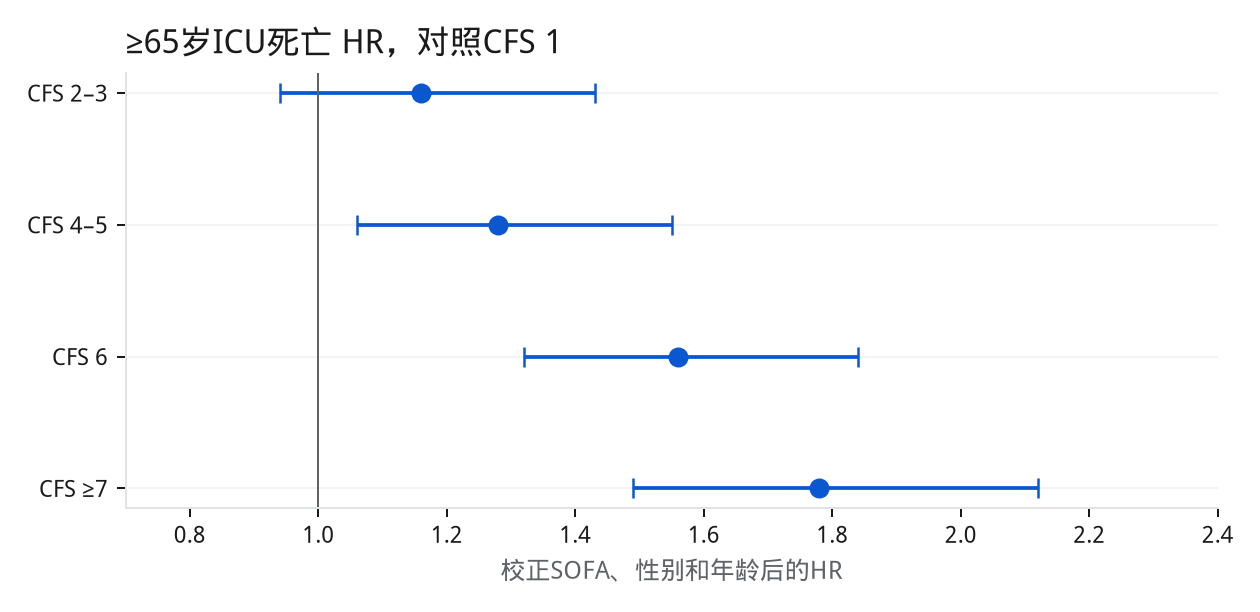 ≥65岁ICU死亡 HR，对照CFS 1
CFS 2–3
CFS 4–5
CFS 6
CFS ≥7
0.8 1.0 1.2 1.4 1.6 1.8 2.0 2.2 2.4
校正SOFA、性别和年龄后的HR